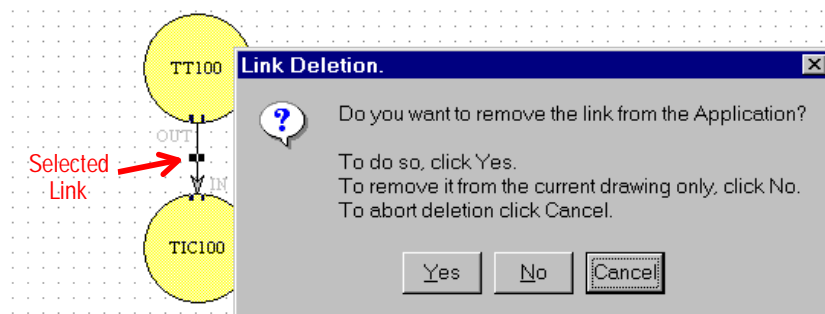 TT100
OUT
Selected
Link
IN
TIC100
Link Deletion.
Do you want to remove the link from the Application?
To do so, click Yes.
To remove it from the current drawing only, click No.
To abort deletion click Cancel.
Yes
No
Cancel